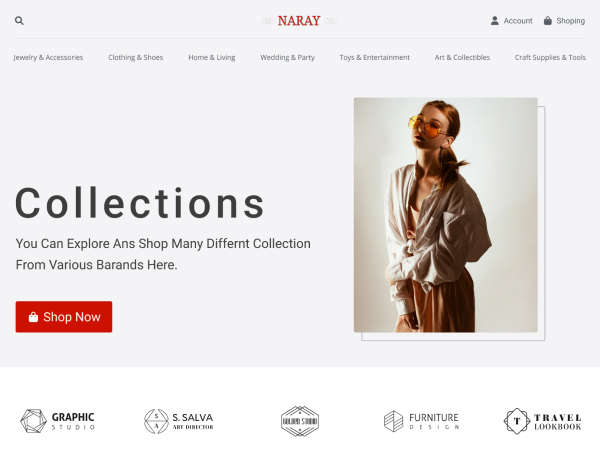 NARAY
Account
Shoping
Jewelry & Accessories
Clothing & Shoes
Home & Living
Wedding & Party
Toys & Entertainment
Art & Collectibles
Craft Supplies & Tools
Collections
You Can Explore Ans Shop Many Differnt Collection
From Various Barands Here.
Shop Now
GRAPHIC
STUDIO
S
A
S. SALVA
ART DIRECTOR
GOLDEN STUDIO
FURNITURE
DESIGN
T
TRAVEL
LOOKBOOK